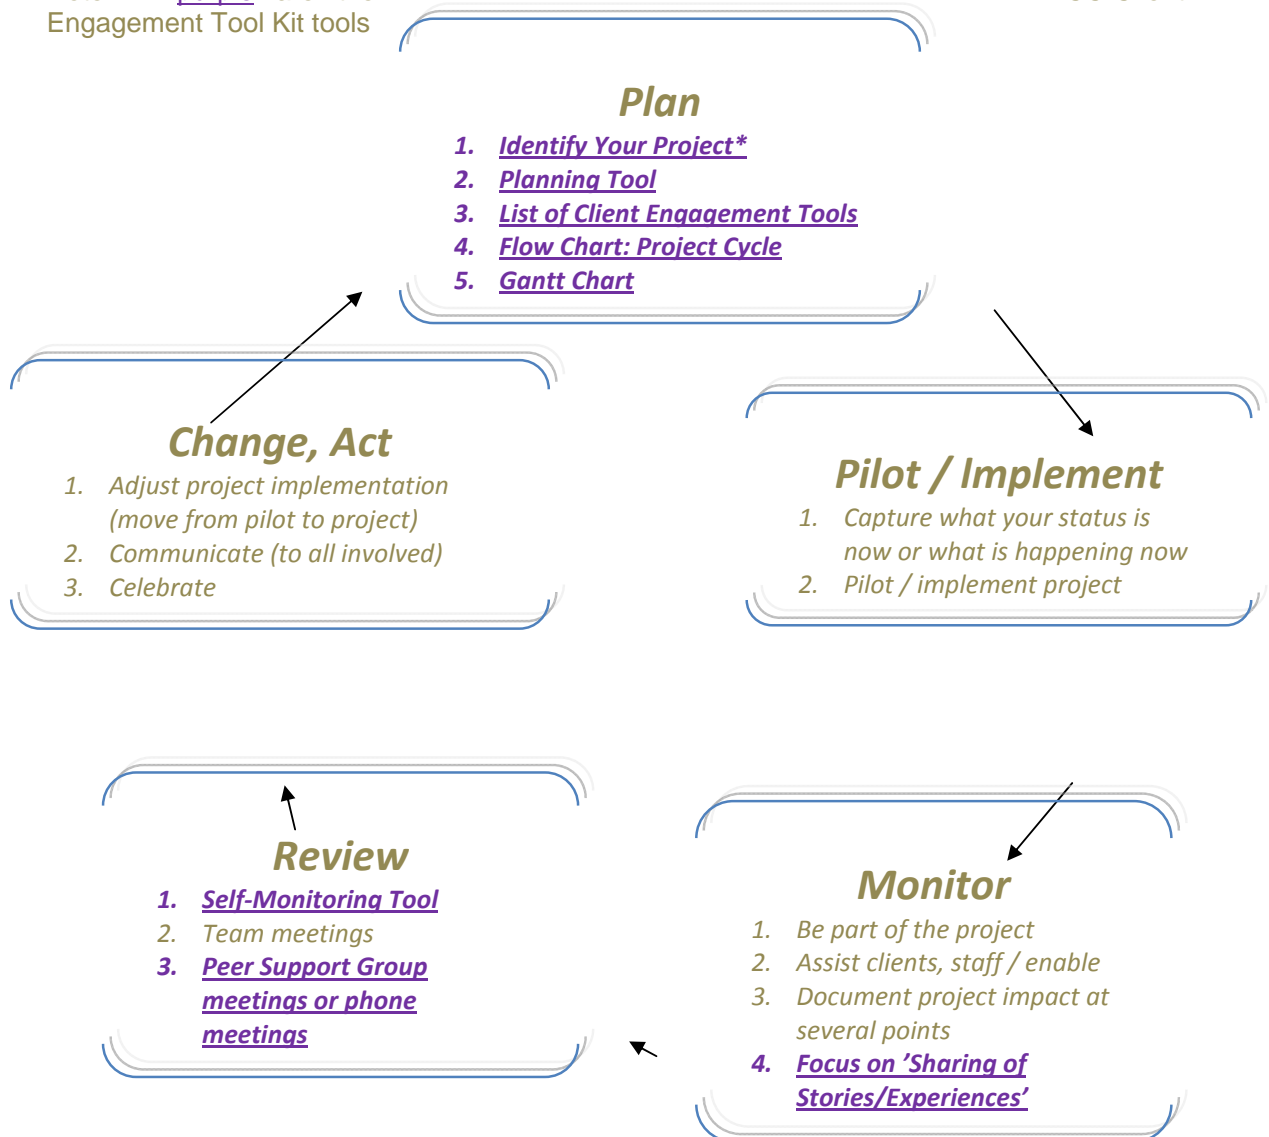 Engagement Tool Kit tools
Plan
1. Identify Your Project*
2. Planning Tool
3. List of Client Engagement Tools
4. Flow Chart: Project Cycle
5. Gantt Chart
Change, Act
1. Adjust project implementation
(move from pilot to project)
2. Communicate (to all involved)
3. Celebrate
Pilot / Implement
1. Capture what your status is
now or what is happening now
2. Pilot / implement project
Review
1. Self-Monitoring Tool
2. Team meetings
3. Peer Support Group
meetings or phone
meetings
Monitor
1. Be part of the project
2. Assist clients, staff / enable
3. Document project impact at
several points
4. Focus on ’Sharing of
Stories/Experiences’